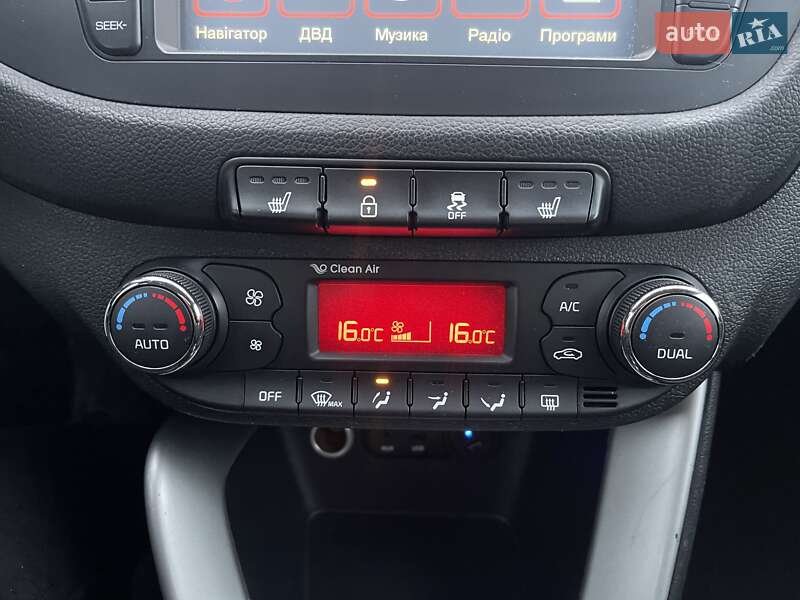 SEEK-
Навігатор ДВД Музика Радіо Програми
auto RIA
.com
OFF
Clean Air
AUTO
16.0°C 16.0°C
A/C
DUAL
OFF
MAX